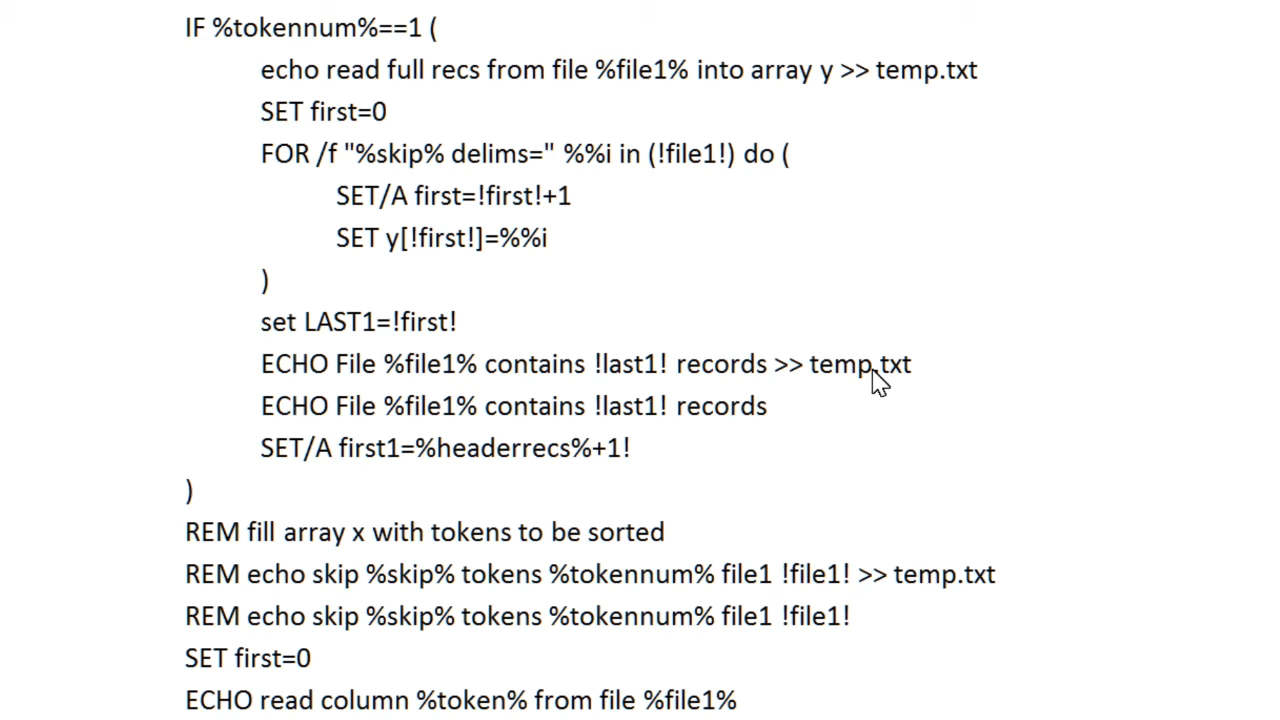 IF %tokennum%==1 (
echo read full recs from file %file1% into array y >> temp.txt
SET first=0
FOR /f "%skip% delims=" %%i in (!file1!) do (
SET/A first=!first!+1
SET y[!first!]=%%i
)
set LAST1=!first!
ECHO File %file1% contains !last1! records >> temp.txt
ECHO File %file1% contains !last1! records
SET/A first1=%headerrecs%+1!
)
REM fill array x with tokens to be sorted
REM echo skip %skip% tokens %tokennum% file1 !file1! >> temp.txt
REM echo skip %skip% tokens %tokennum% file1 !file1!
SET first=0
ECHO read column %token% from file %file1%